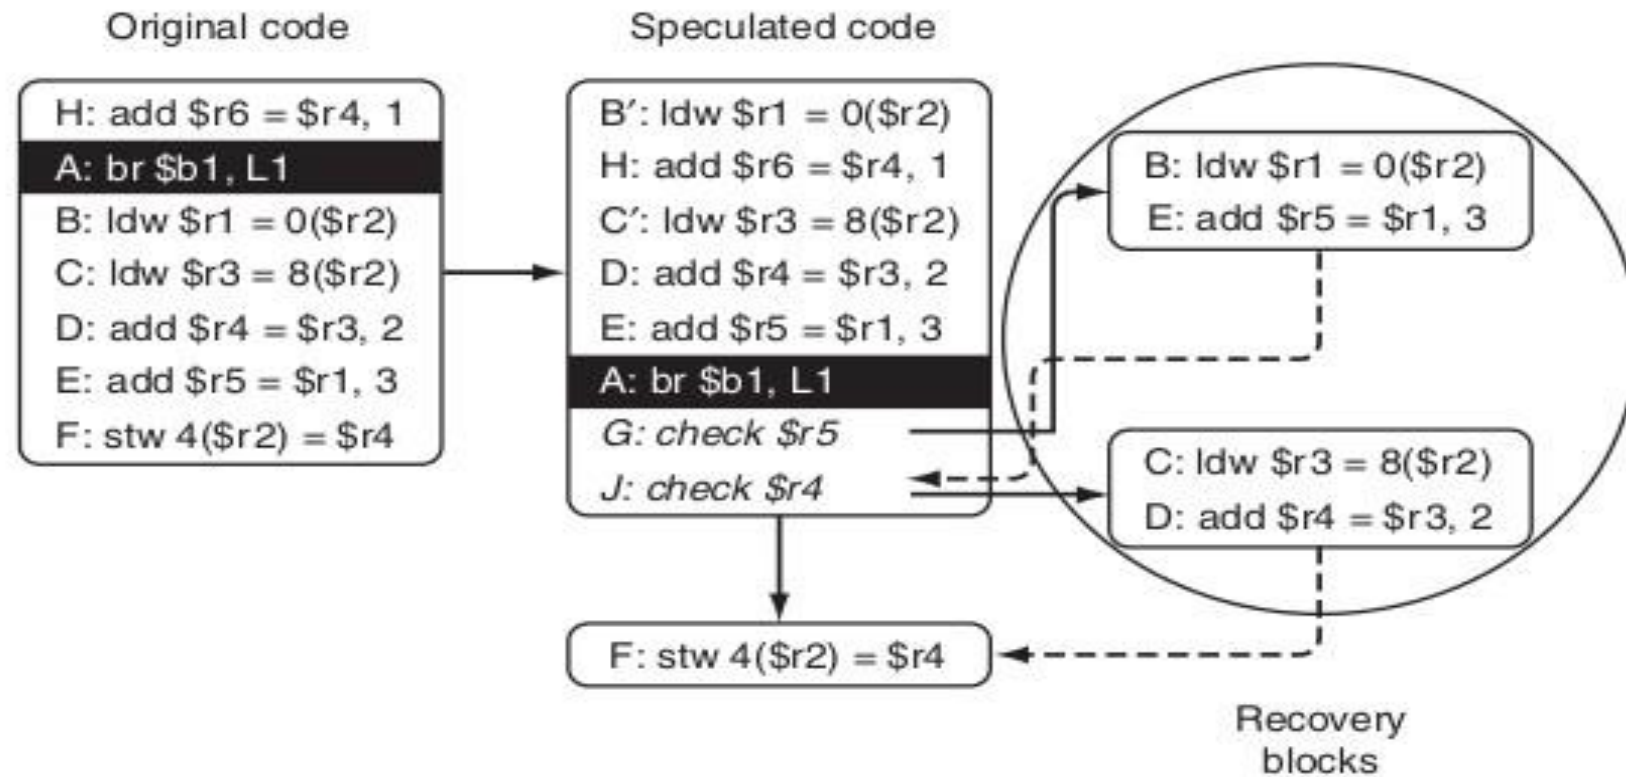 Original code
H: add $r6 = $r4, 1
A: br $b1, L1
B: ldw $r1 = 0($r2)
C: ldw $r3 = 8($r2)
D: add $r4 = $r3, 2
E: add $r5 = $r1, 3
F: stw 4($r2) = $r4
Speculated code
B′: ldw $r1 = 0($r2)
H: add $r6 = $r4, 1
C′: ldw $r3 = 8($r2)
D: add $r4 = $r3, 2
E: add $r5 = $r1, 3
A: br $b1, L1
G: check $r5
J: check $r4
F: stw 4($r2) = $r4
B: ldw $r1 = 0($r2)
E: add $r5 = $r1, 3
C: ldw $r3 = 8($r2)
D: add $r4 = $r3, 2
Recovery
blocks